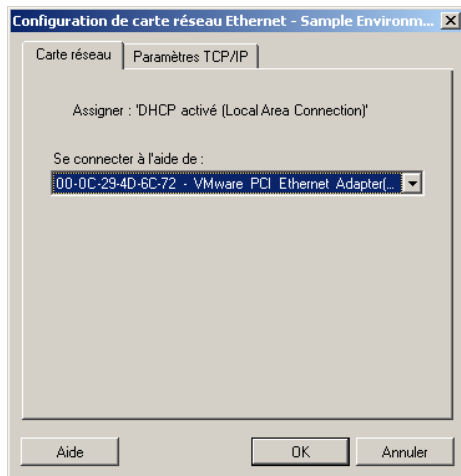 Configuration de carte réseau Ethernet - Sample Environm...
Carte réseau
Paramètres TCP/IP
Assigner : 'DHCP activé (Local Area Connection)'
Se connecter à l'aide de :
00-0C-29-4D-6C-72 - VMware PCI Ethernet Adapter(...
Aide
OK
Annuler